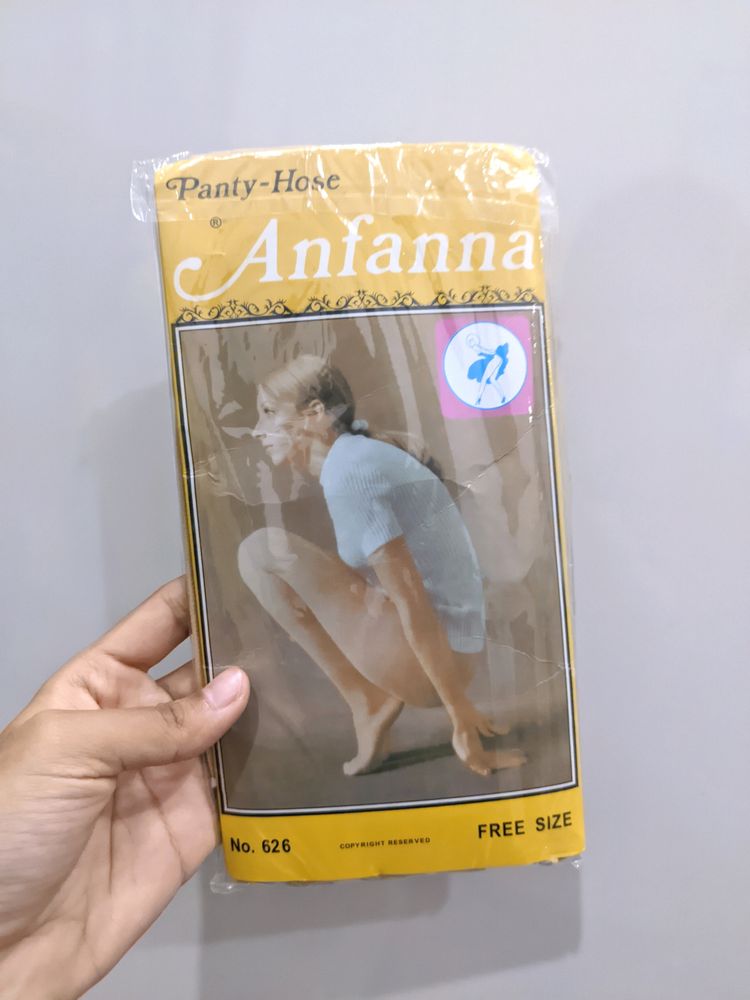 Panty-Hose
®
Anfanna
No. 626
COPYRIGHT RESERVED
FREE SIZE